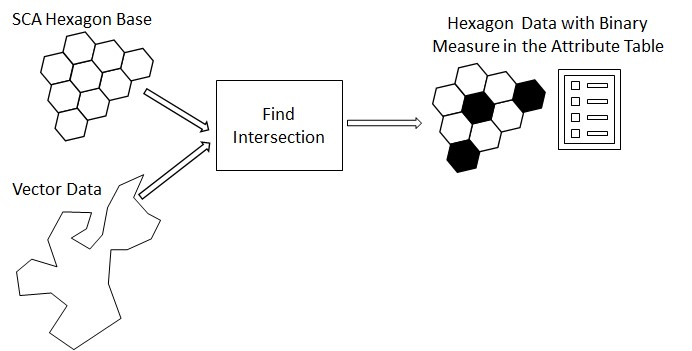 SCA Hexagon Base
Hexagon Data with Binary
Measure in the Attribute Table
Find
Intersection
Vector Data